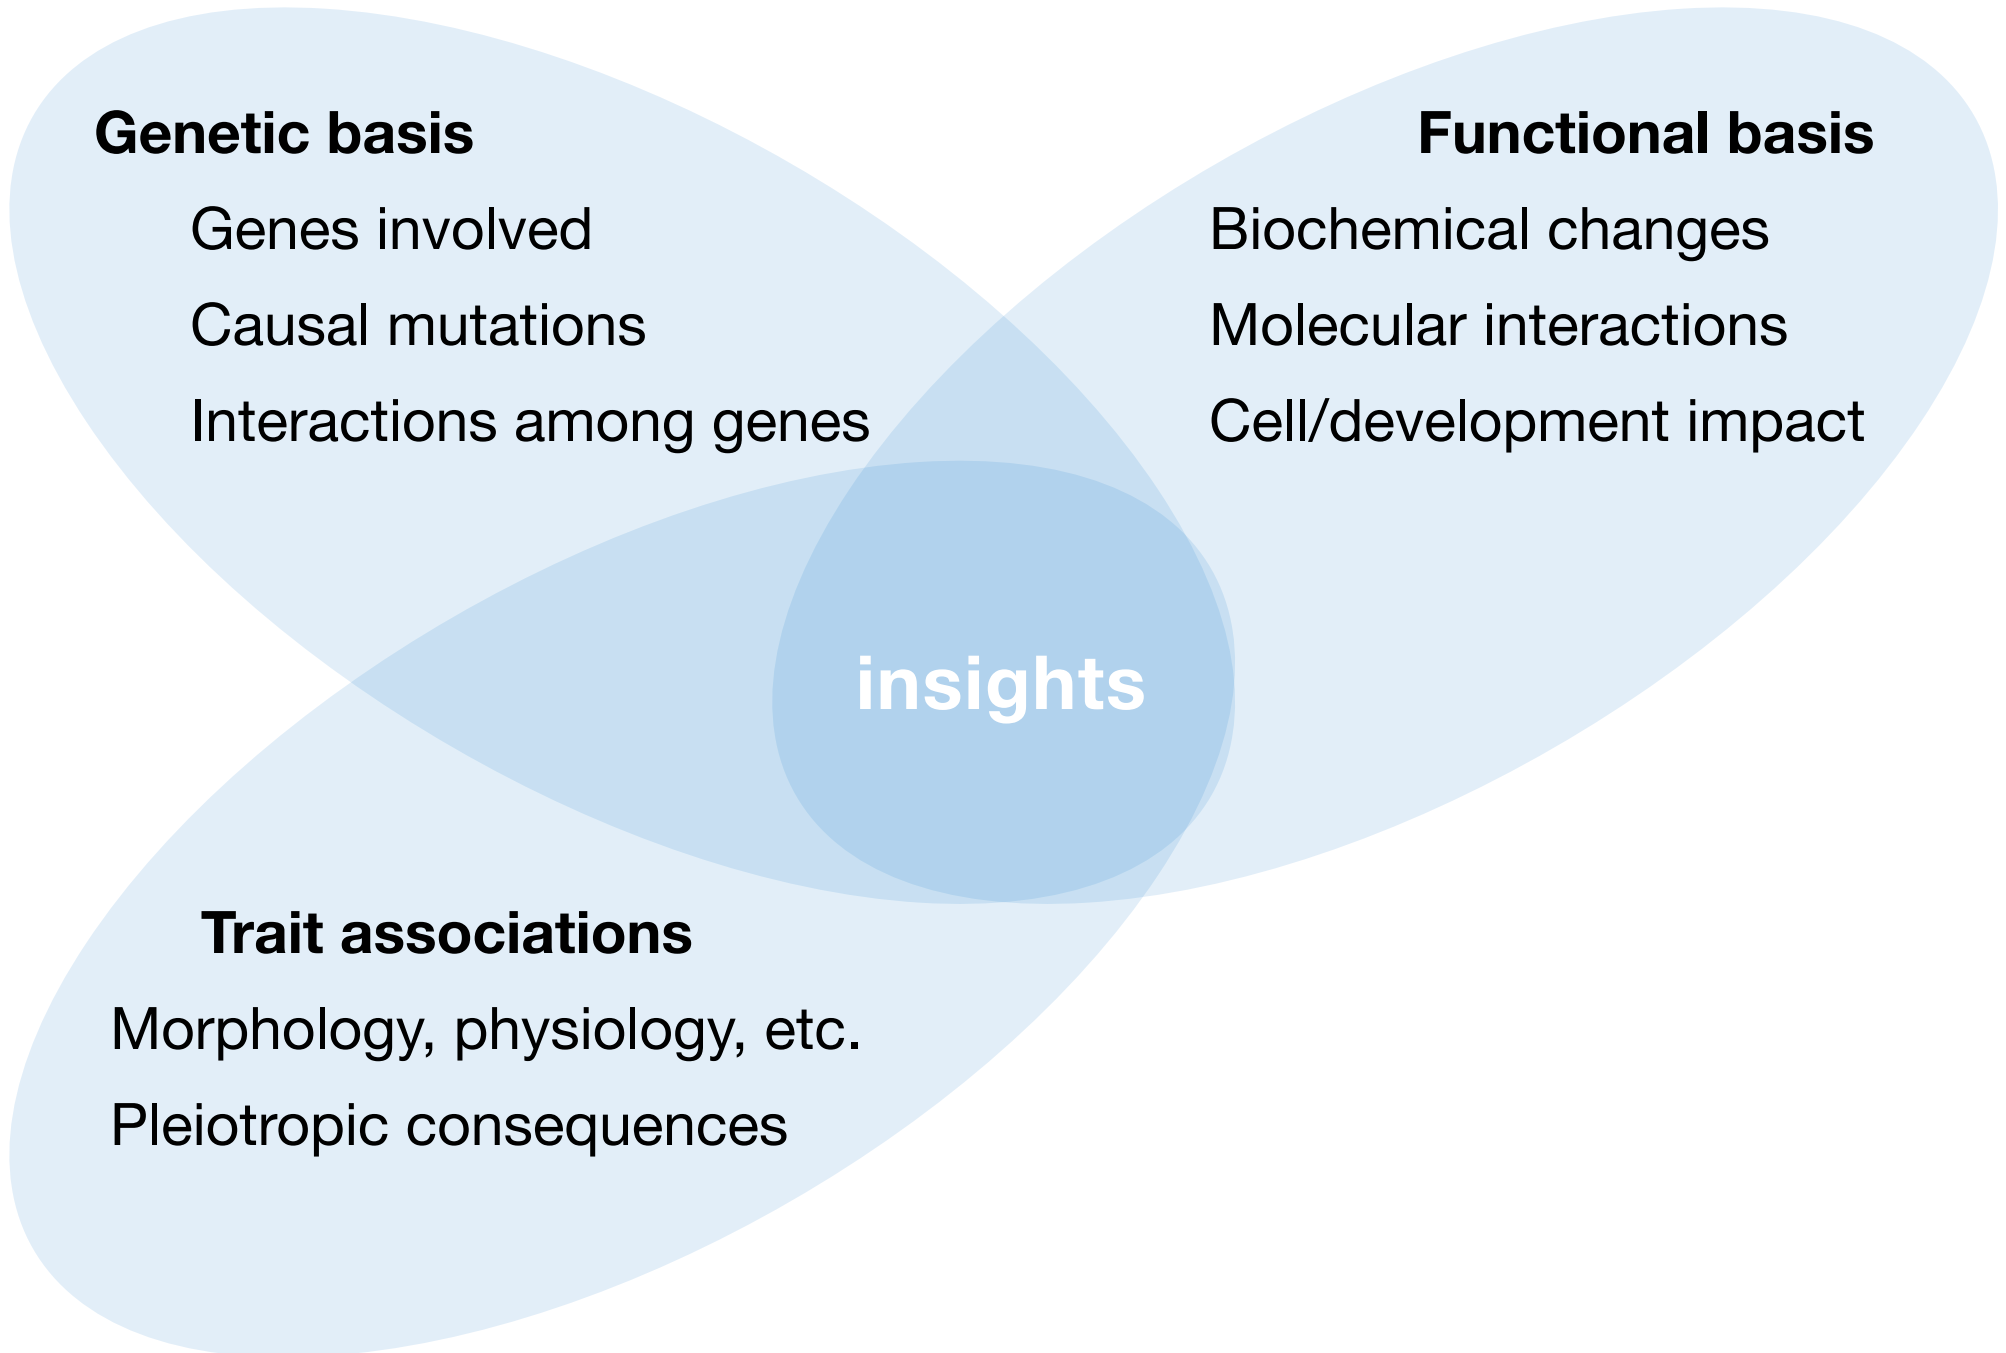 Genetic basis
Genes involved
Causal mutations
Interactions among genes
Functional basis
Biochemical changes
Molecular interactions
Cell/development impact
insights
Trait associations
Morphology, physiology, etc.
Pleiotropic consequences